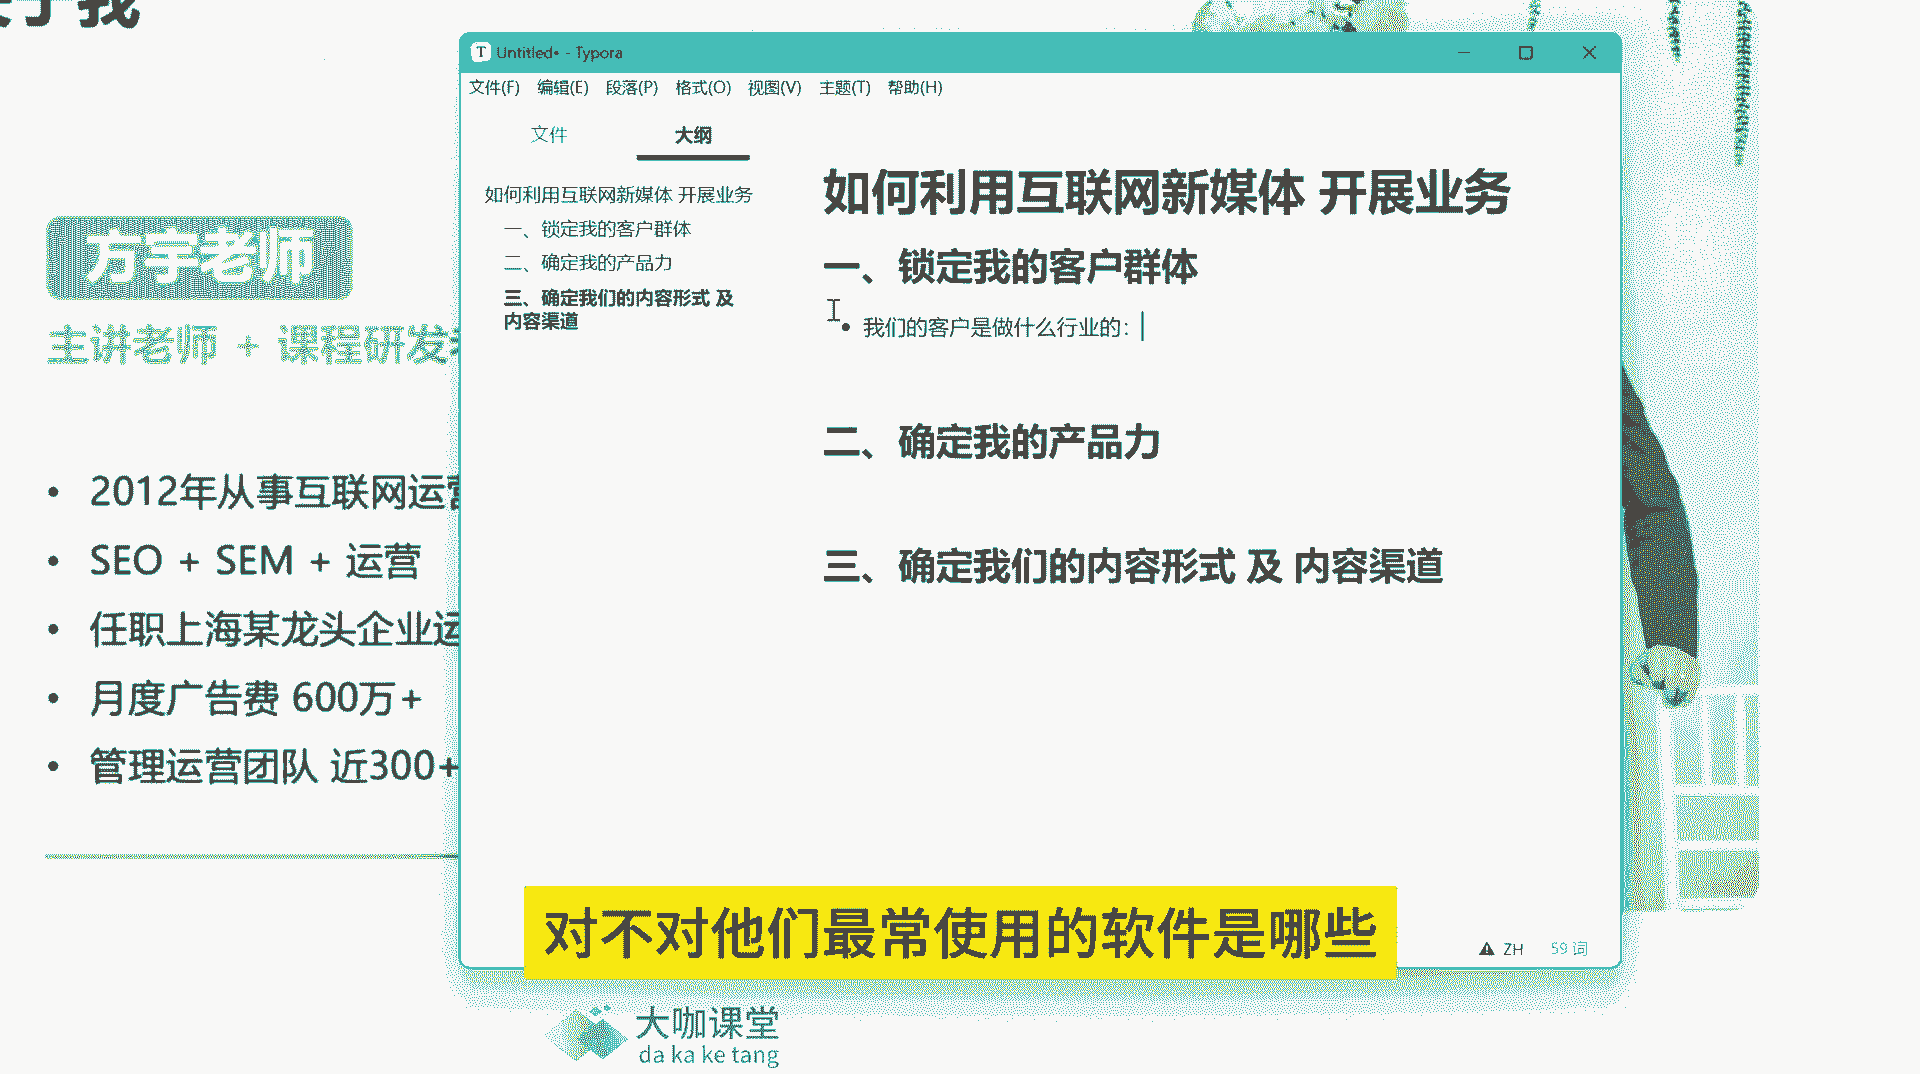 于我
方宇老师
主讲老师 + 课程研发
2012年从事互联网运营
SEO + SEM + 运营
任职上海某龙头企业运
月度广告费 600万+
管理运营团队 近300+
Untitled• - Typora
文件(F) 编辑(E) 段落(P) 格式(O) 视图(V) 主题(T) 帮助(H)
文件 大纲
如何利用互联网新媒体 开展业务
一、锁定我的客户群体
二、确定我的产品力
三、确定我们的内容形式 及
内容渠道
如何利用互联网新媒体 开展业务
一、锁定我的客户群体
我们的客户是做什么行业的：
二、确定我的产品力
三、确定我们的内容形式 及 内容渠道
ZH 59 词
对不对他们最常使用的软件是哪些
大咖课堂
da ka ke tang